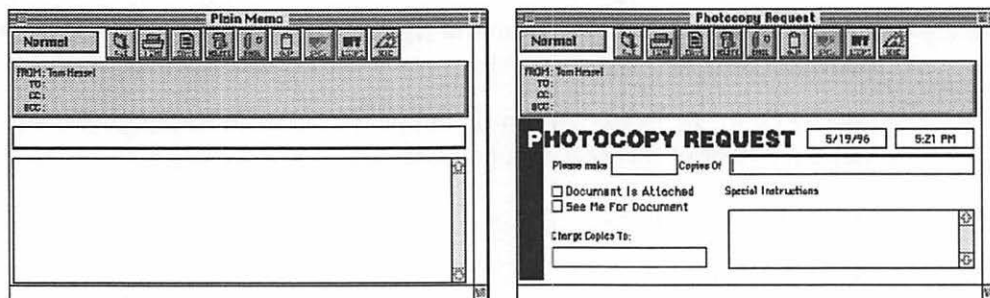 Plain Memo
Normal
FROM: Tom Hessel
TO:
CC:
BCC:
Photocopy Request
Normal
FROM: Tom Hessel
TO:
CC:
BCC:
PHOTOCOPY REQUEST 5/19/96 5:21 PM
Please make Copies Of
Document Is Attached
See Me For Document
Special Instructions
Charge Copies To: